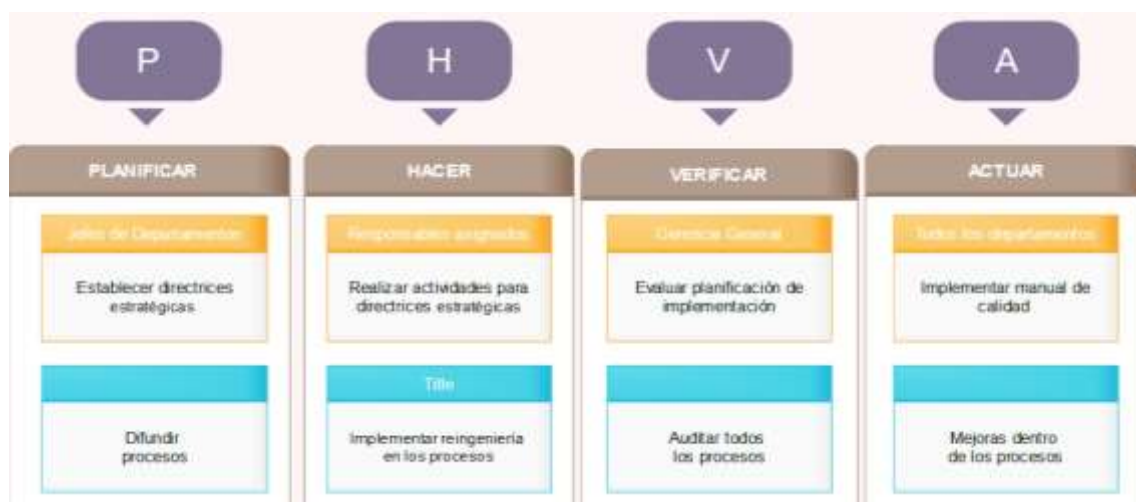 P
H
V
A
PLANIFICAR
HACER
VERIFICAR
ACTUAR
Jefes de Departamentos
Responsables asignados
Gerencia General
Todos los departamentos
Establecer directrices
estratégicas
Realizar actividades para
directrices estratégicas
Evaluar planificación de
implementación
Implementar manual de
calidad
Title
Difundir
procesos
Implementar reingeniería
en los procesos
Auditar todos
los procesos
Mejoras dentro
de los procesos